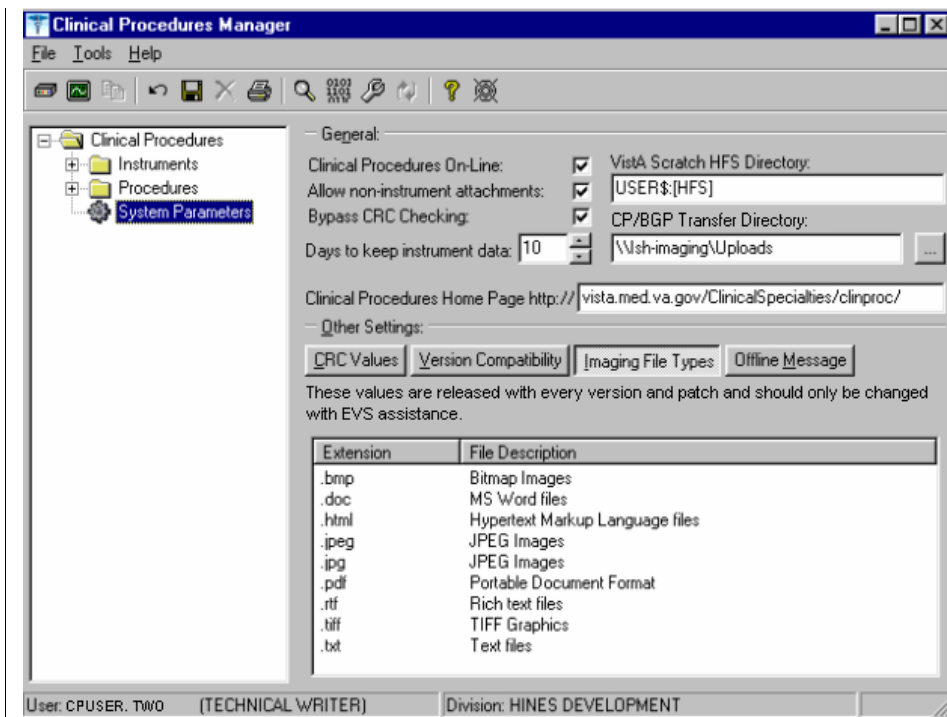 Clinical Procedures Manager
File Tools Help
Clinical Procedures
Instruments
Procedures
System Parameters
General:
Clinical Procedures On-Line:
Allow non-instrument attachments:
Bypass CRC Checking:
Days to keep instrument data: 10
VistA Scratch HFS Directory:
USER$:[HFS]
CP/BGP Transfer Directory:
\\Ish-imaging\Uploads
...
Clinical Procedures Home Page http:// vista.med.va.gov/ClinicalSpecialties/clinproc/
Other Settings:
CRC Values Version Compatibility Imaging File Types Offline Message
These values are released with every version and patch and should only be changed
with EVS assistance.
Extension File Description
.bmp Bitmap Images
.doc MS Word files
.html Hypertext Markup Language files
.jpeg JPEG Images
.jpg JPEG Images
.pdf Portable Document Format
.rtf Rich text files
.tiff TIFF Graphics
.txt Text files
User: CPUSER. TWO (TECHNICAL WRITER) Division: HINES DEVELOPMENT